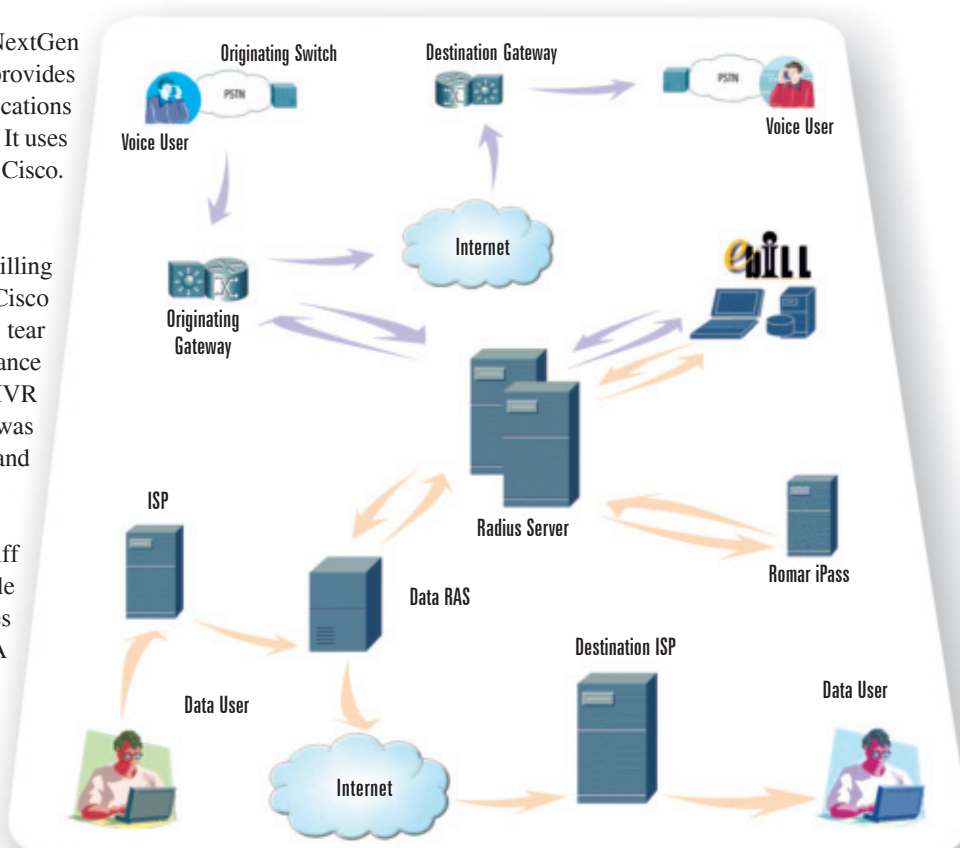 NextGen
provides
cations
It uses
Cisco.
illing
Cisco
tear
ance
IVR
was
and
iff
le
es
A
Originating Switch
Destination Gateway
PSTN
PSTN
Voice User
Voice User
Internet
ebill
Originating
Gateway
Radius Server
ISP
Romar iPass
Data RAS
Destination ISP
Data User
Data User
Internet